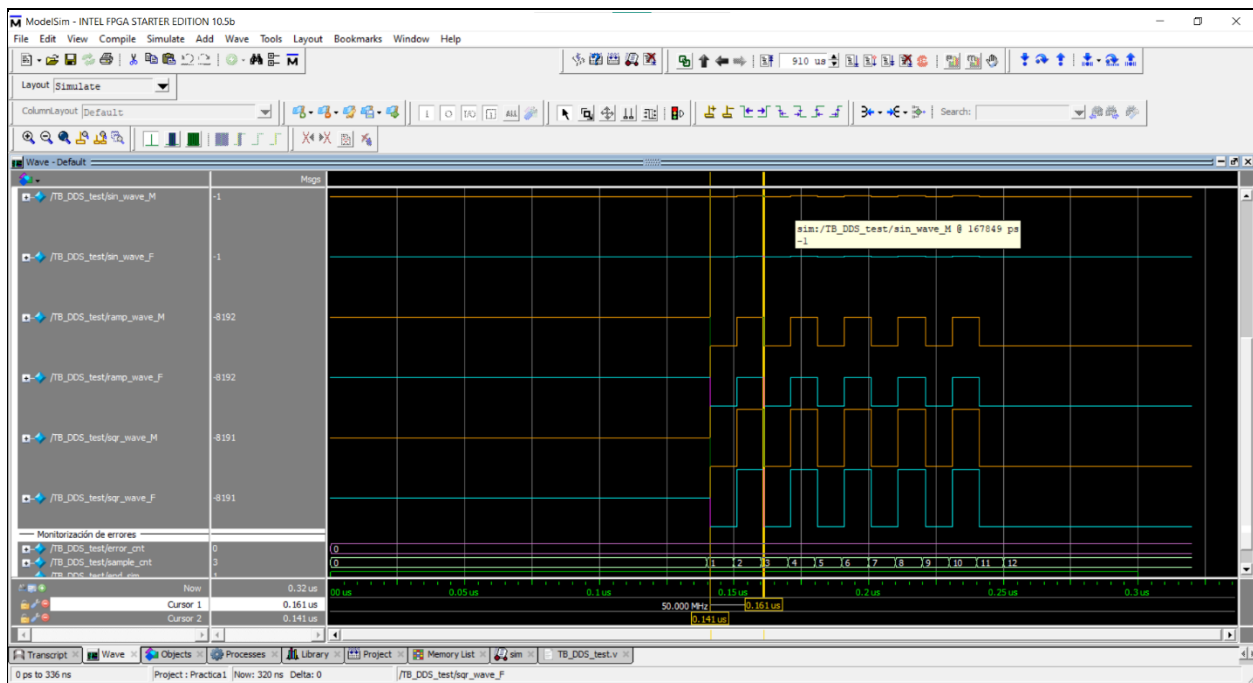 ModelSim - INTEL FPGA STARTER EDITION 10.5b
File Edit View Compile Simulate Add Wave Tools Layout Bookmarks Window Help
910 us
Layout Simulate
ColumnLayout Default
ALL
Search:
Wave - Default
Msgs
/TB_DDS_test/sin_wave_M -1
sim:/TB_DDS_test/sin_wave_M @ 167849 ps
-1
/TB_DDS_test/sin_wave_F -1
/TB_DDS_test/ramp_wave_M -8192
/TB_DDS_test/ramp_wave_F -8192
/TB_DDS_test/sqr_wave_M -8191
/TB_DDS_test/sqr_wave_F -8191
Monitorización de errores
/TB_DDS_test/error_cnt 0 0
/TB_DDS_test/sample_cnt 3 0 1 2 3 4 5 6 7 8 9 10 11 12
/TB_DDS_test/end_sim 1
Now 0.32 us 00 us 0.05 us 0.1 us 0.15 us 0.2 us 0.25 us 0.3 us
Cursor 1 0.161 us 50.000 MHz 0.161 us
Cursor 2 0.141 us 0.141 us
Transcript Wave Objects Processes Library Project Memory List sim TB_DDS_test.v
0 ps to 336 ns Project : Practica1 Now: 320 ns Delta: 0 /TB_DDS_test/sqr_wave_F